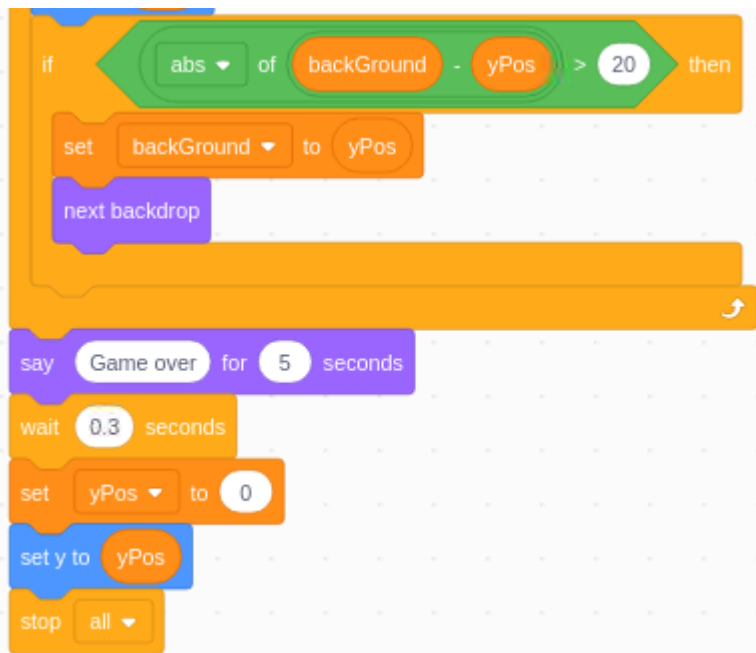 if abs of backGround - yPos > 20 then
set backGround to yPos
next backdrop
say Game over for 5 seconds
wait 0.3 seconds
set yPos to 0
set y to yPos
stop all